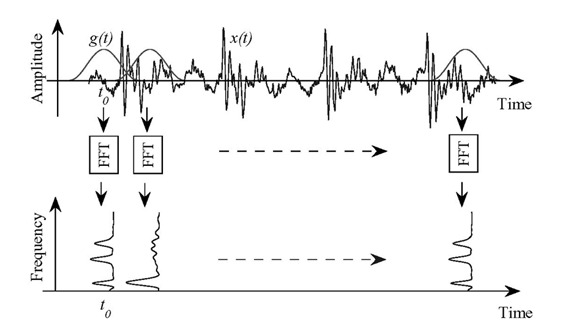 Amplitude
g(t)
x(t)
t0
Time
FFT
FFT
FFT
Frequency
t0
Time